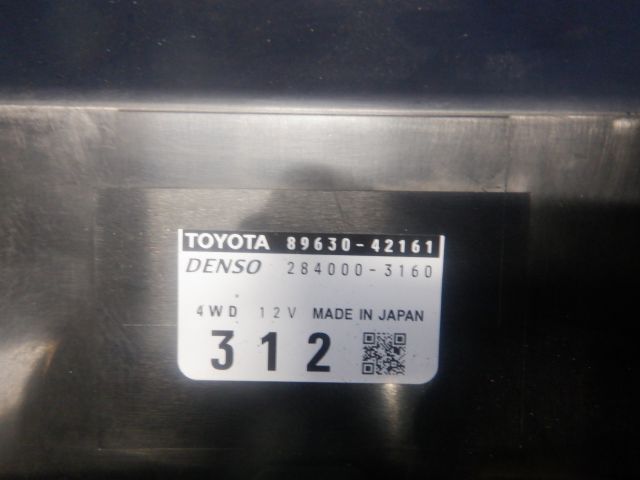 TOYOTA 89630-42161
DENSO 284000-3160
4WD 12V MADE IN JAPAN
312